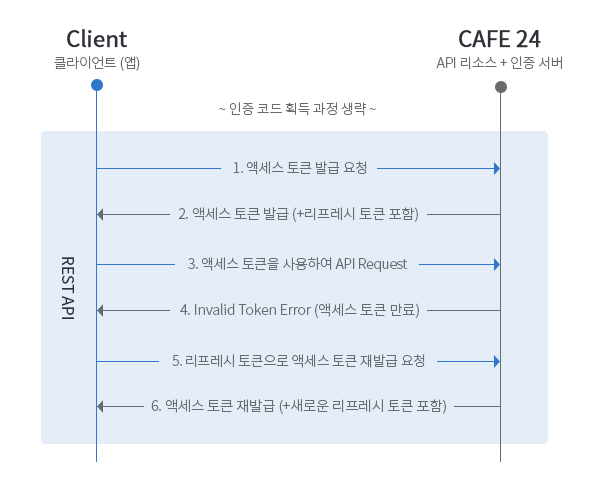 Client
클라이언트 (앱)
CAFE 24
API 리소스 + 인증 서버
~ 인증 코드 획득 과정 생략 ~
REST API
1. 액세스 토큰 발급 요청
2. 액세스 토큰 발급 (+리프레시 토큰 포함)
3. 액세스 토큰을 사용하여 API Request
4. Invalid Token Error (액세스 토큰 만료)
5. 리프레시 토큰으로 액세스 토큰 재발급 요청
6. 액세스 토큰 재발급 (+새로운 리프레시 토큰 포함)